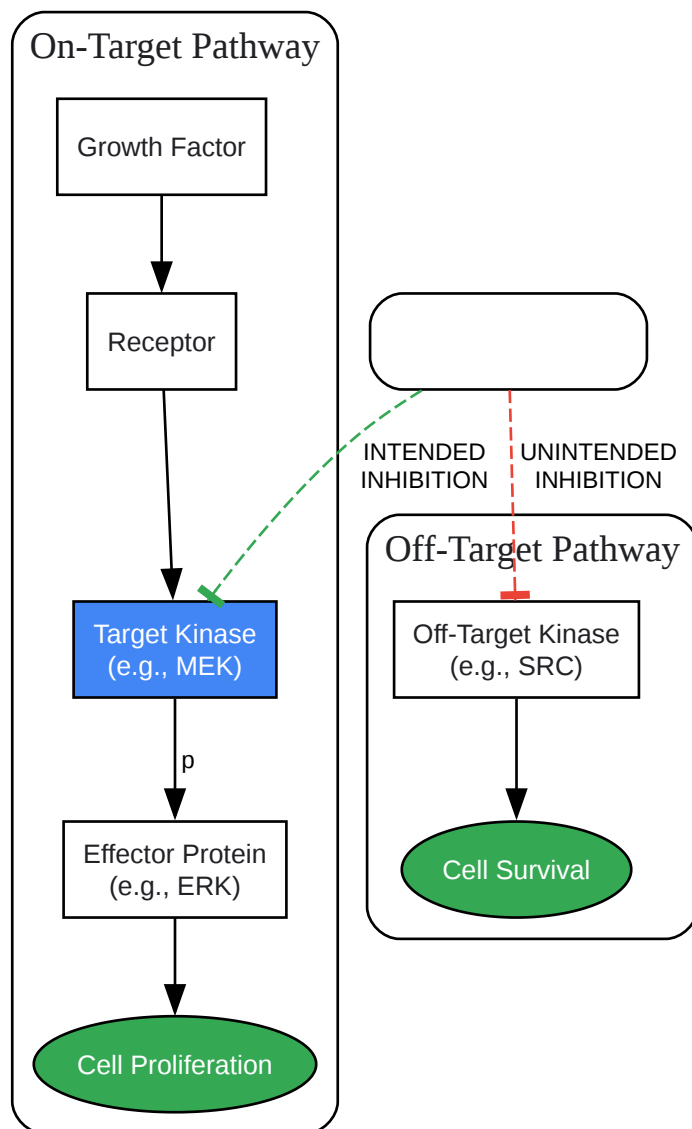 On-Target Pathway
Growth Factor
Receptor
INTENDED
INHIBITION
UNINTENDED
INHIBITION
Off-Target Pathway
Target Kinase
(e.g., MEK)
Off-Target Kinase
(e.g., SRC)
p
Effector Protein
(e.g., ERK)
Cell Survival
Cell Proliferation